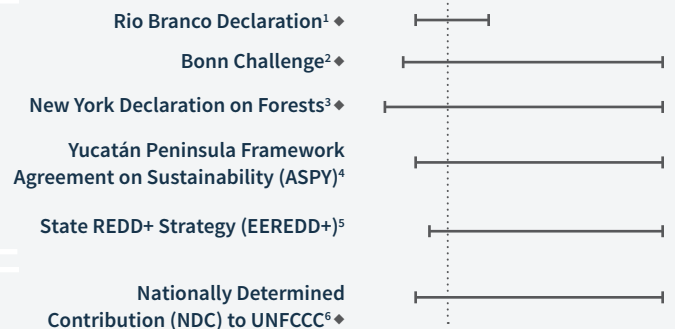 Rio Branco Declaration¹ ◆
Bonn Challenge² ◆
New York Declaration on Forests³ ◆
Yucatán Peninsula Framework
Agreement on Sustainability (ASPY)⁴
State REDD+ Strategy (EEREDD+)⁵
Nationally Determined
Contribution (NDC) to UNFCCC⁶ ◆